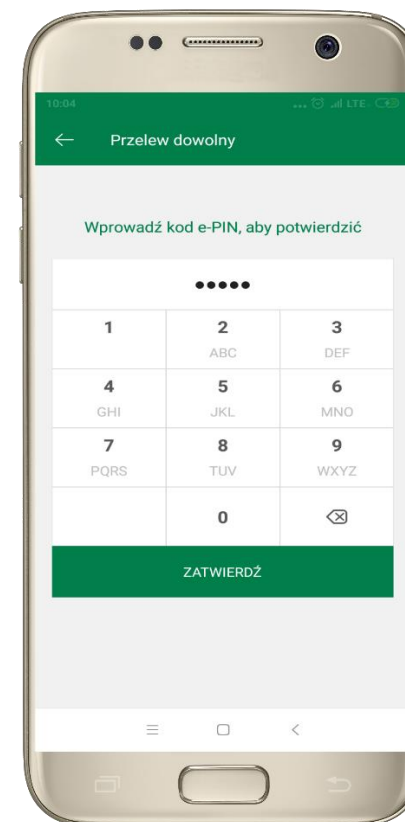 10:04 ... LTE
Przelew dowolny
Wprowadź kod e-PIN, aby potwierdzić
•••••
1 2 3
ABC DEF
4 5 6
GHI JKL MNO
7 8 9
PQRS TUV WXYZ
0
ZATWIERDŹ